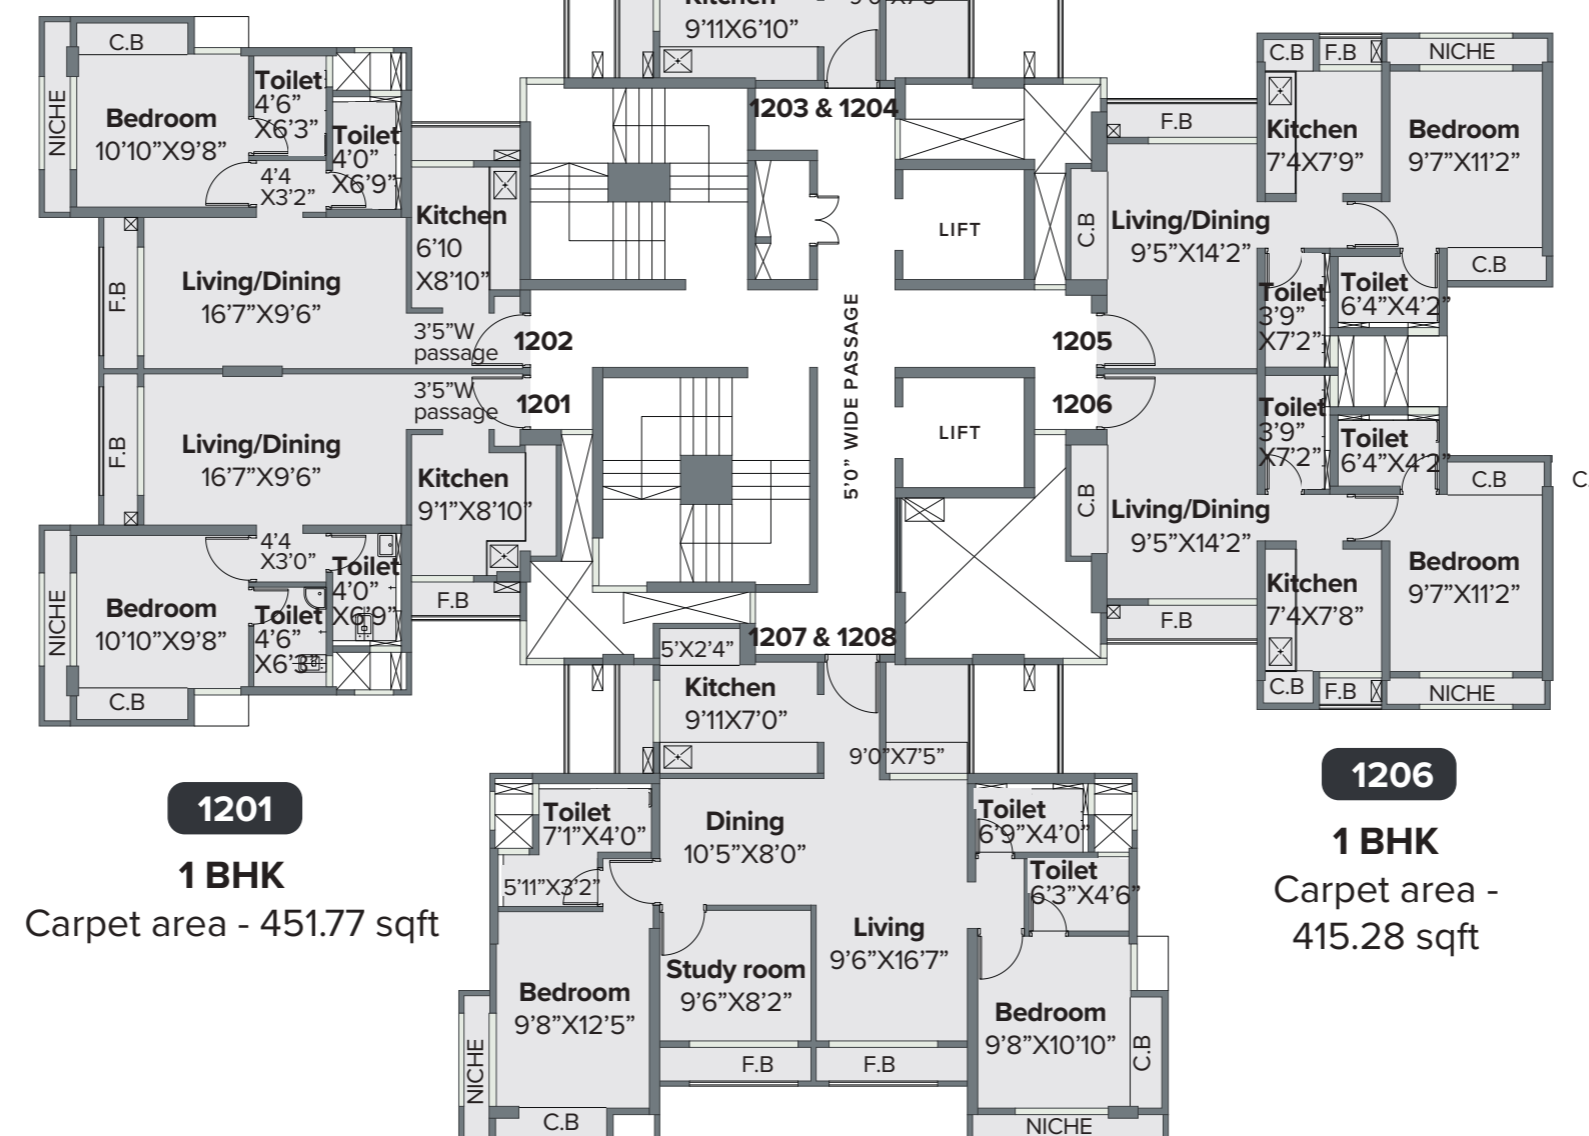 Kitchen
9'11X6'10”
C.B
NICHE
Bedroom
10'10”X9'8”
Toilet
4'6”
X6'3”
Toilet
4'0”
X6'9”
4'4
X3'2”
Kitchen
6'10
X8'10”
F.B
Living/Dining
16'7”X9'6”
3'5”W
passage
1202
1203 & 1204
LIFT
5'0” WIDE PASSAGE
C.B
F.B
Living/Dining
9'5”X14'2”
1205
C.B
F.B
NICHE
Kitchen
7'4X7'9”
Bedroom
9'7”X11'2”
C.B
Toilet
3'9”
X7'2”
Toilet
6'4”X4'2”
F.B
Living/Dining
16'7”X9'6”
3'5”W
passage
1201
Kitchen
9'1”X8'10”
F.B
4'4
X3'0”
Toilet
4'0”
X6'9”
Toilet
4'6”
X6'3”
NICHE
Bedroom
10'10”X9'8”
C.B
LIFT
1206
C.B
Living/Dining
9'5”X14'2”
F.B
Toilet
3'9”
X7'2”
Toilet
6'4”X4'2”
C.B
Kitchen
7'4X7'8”
Bedroom
9'7”X11'2”
C.B
F.B
NICHE
1207 & 1208
5'X2'4”
Kitchen
9'11X7'0”
9'0”X7'5”
Toilet
7'1”X4'0”
5'11”X3'2”
Dining
10'5”X8'0”
Toilet
6'9”X4'0”
Toilet
6'3”X4'6”
Living
9'6”X16'7”
Study room
9'6”X8'2”
Bedroom
9'8”X12'5”
NICHE
C.B
F.B
F.B
Bedroom
9'8”X10'10”
C.B
NICHE
1201
1 BHK
Carpet area - 451.77 sqft
1206
1 BHK
Carpet area -
415.28 sqft